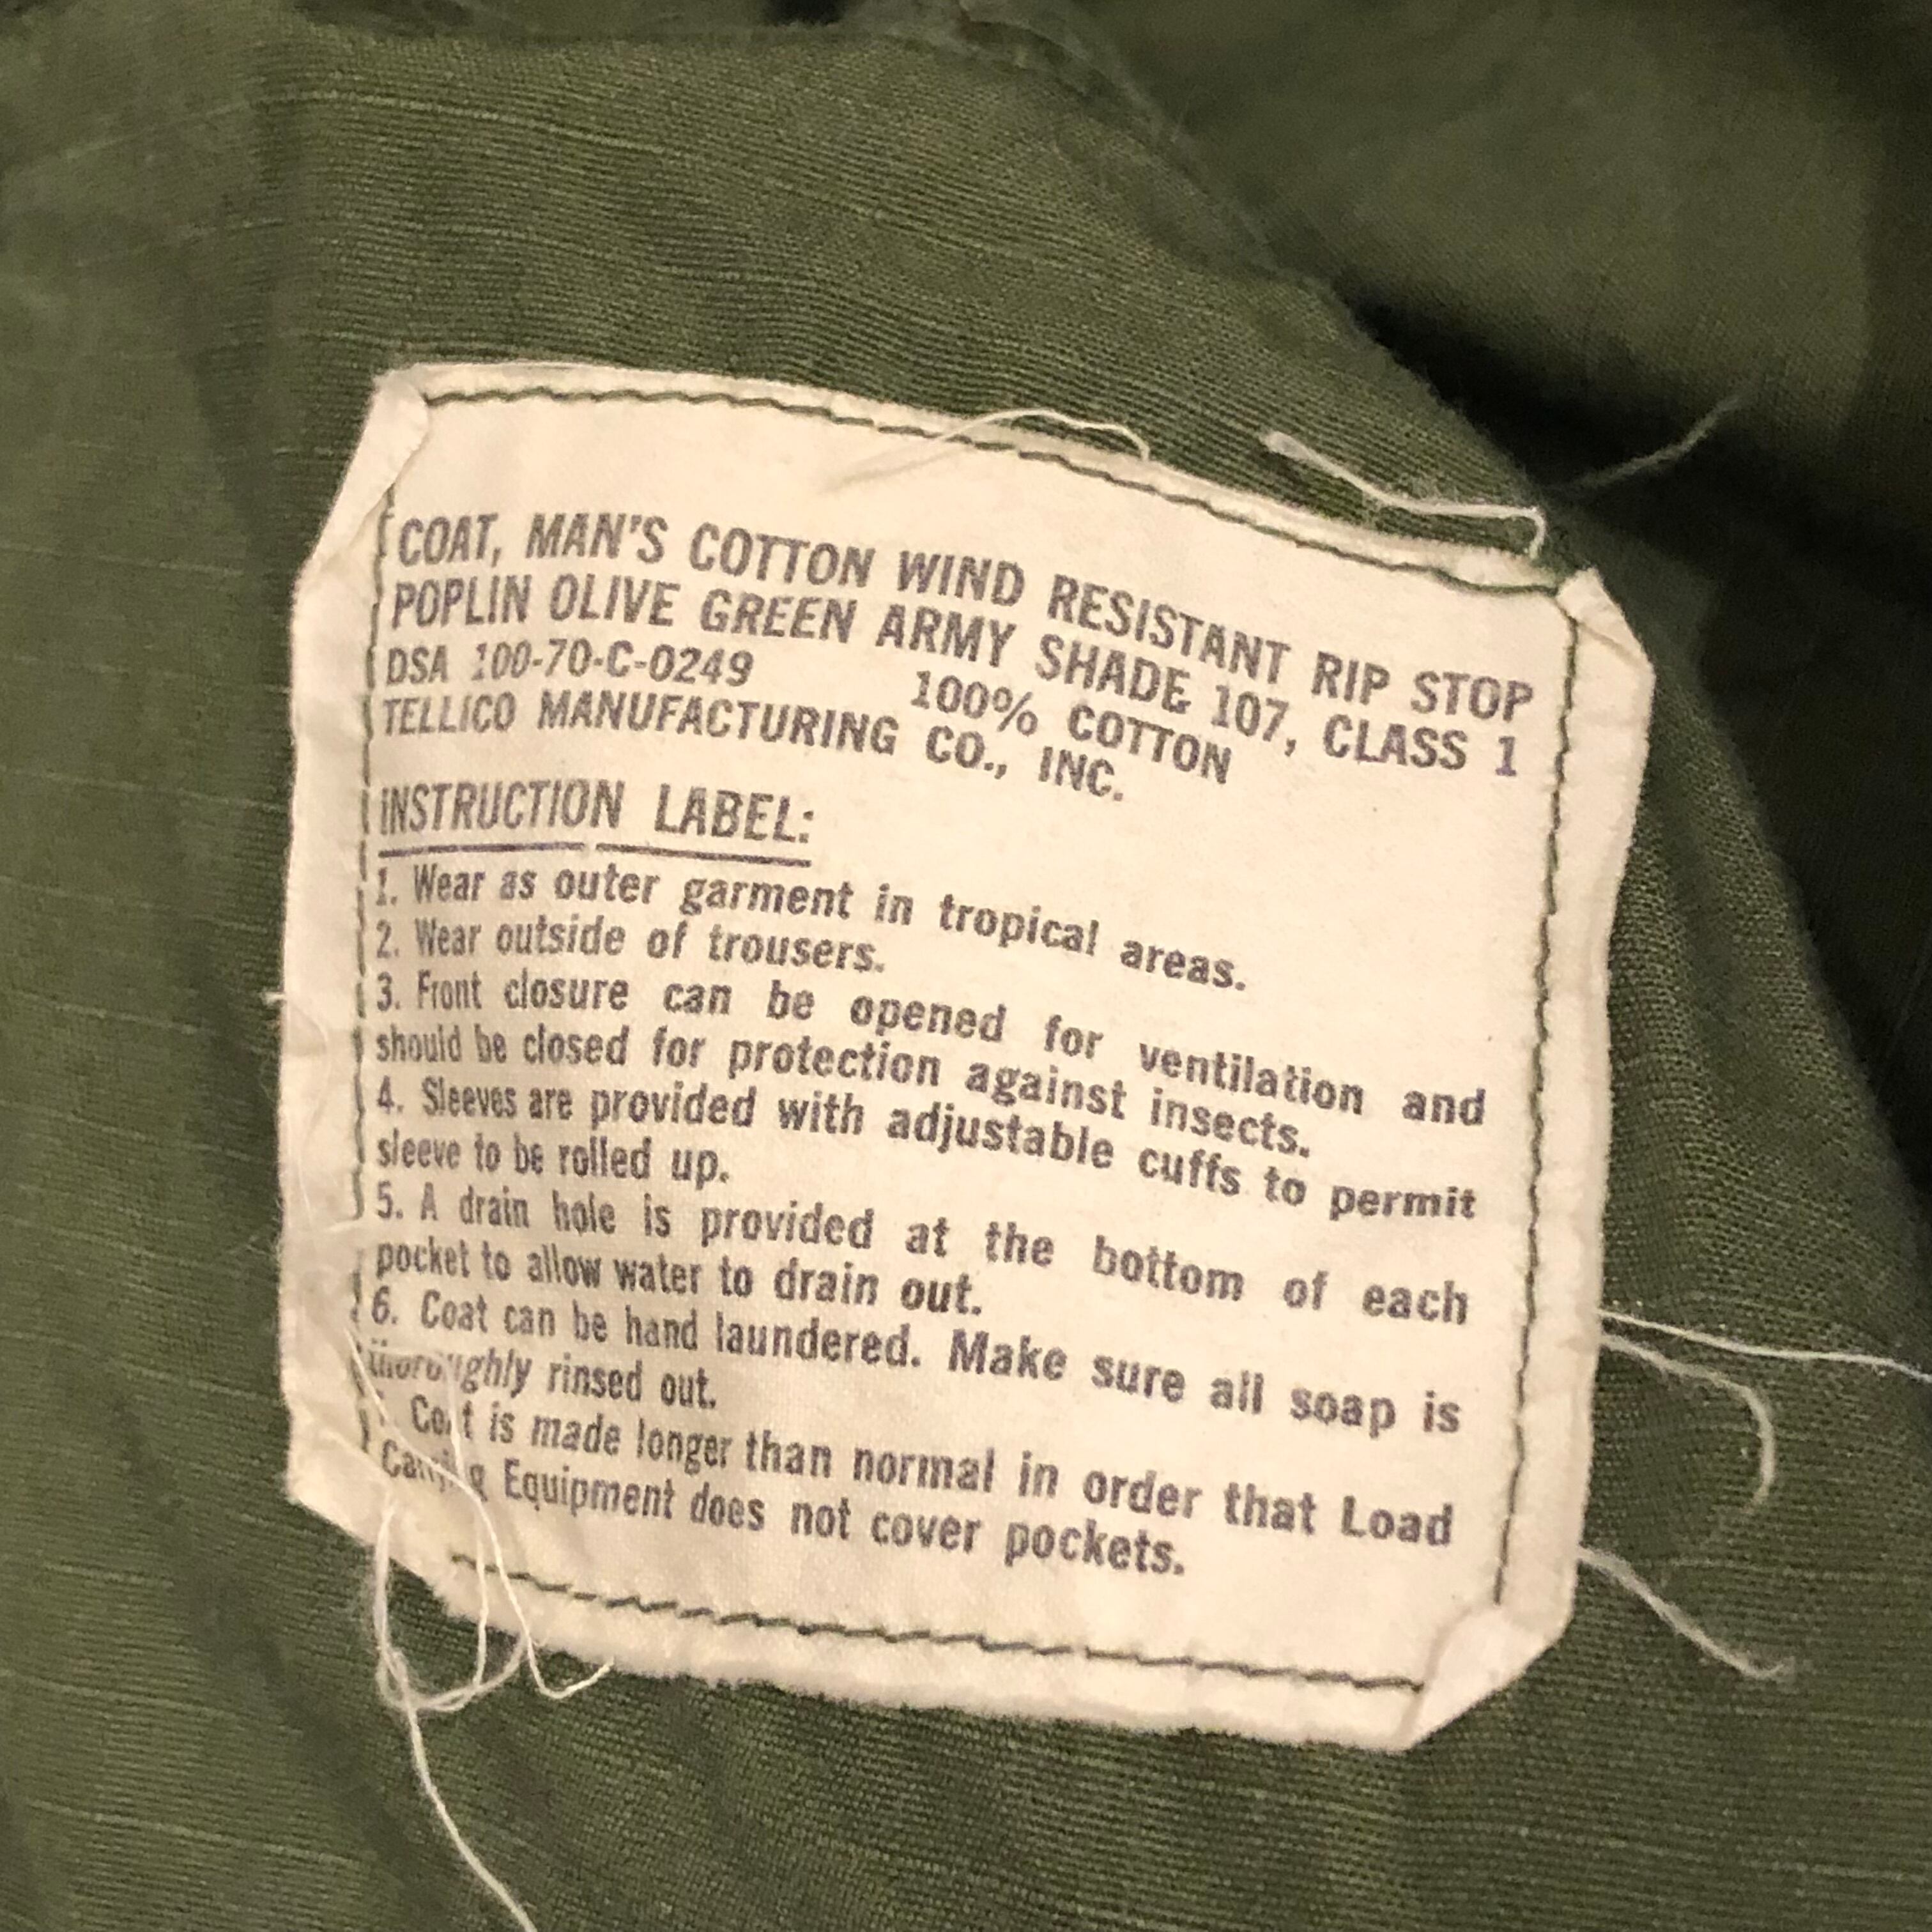 COAT, MAN'S COTTON WIND RESISTANT RIP STOP
POPLIN OLIVE GREEN ARMY SHADE 107, CLASS 1
DSA 100-70-C-0249 100% COTTON
TELLICO MANUFACTURING CO., INC.
INSTRUCTION LABEL:
1. Wear as outer garment in tropical areas.
2. Wear outside of trousers.
3. Front closure can be opened for ventilation and
should be closed for protection against insects.
4. Sleeves are provided with adjustable cuffs to permit
sleeve to be rolled up.
5. A drain hole is provided at the bottom of each
pocket to allow water to drain out.
6. Coat can be hand laundered. Make sure all soap is
thoroughly rinsed out.
Coat is made longer than normal in order that Load
Carrying Equipment does not cover pockets.